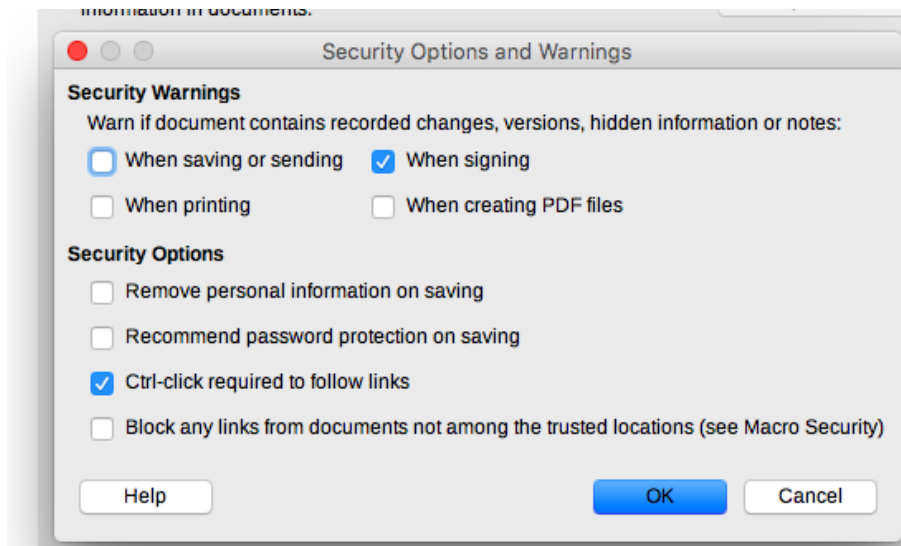 information in documents.
Security Options and Warnings
Security Warnings
Warn if document contains recorded changes, versions, hidden information or notes:
When saving or sending When signing
When printing When creating PDF files
Security Options
Remove personal information on saving
Recommend password protection on saving
Ctrl-click required to follow links
Block any links from documents not among the trusted locations (see Macro Security)
Help OK Cancel